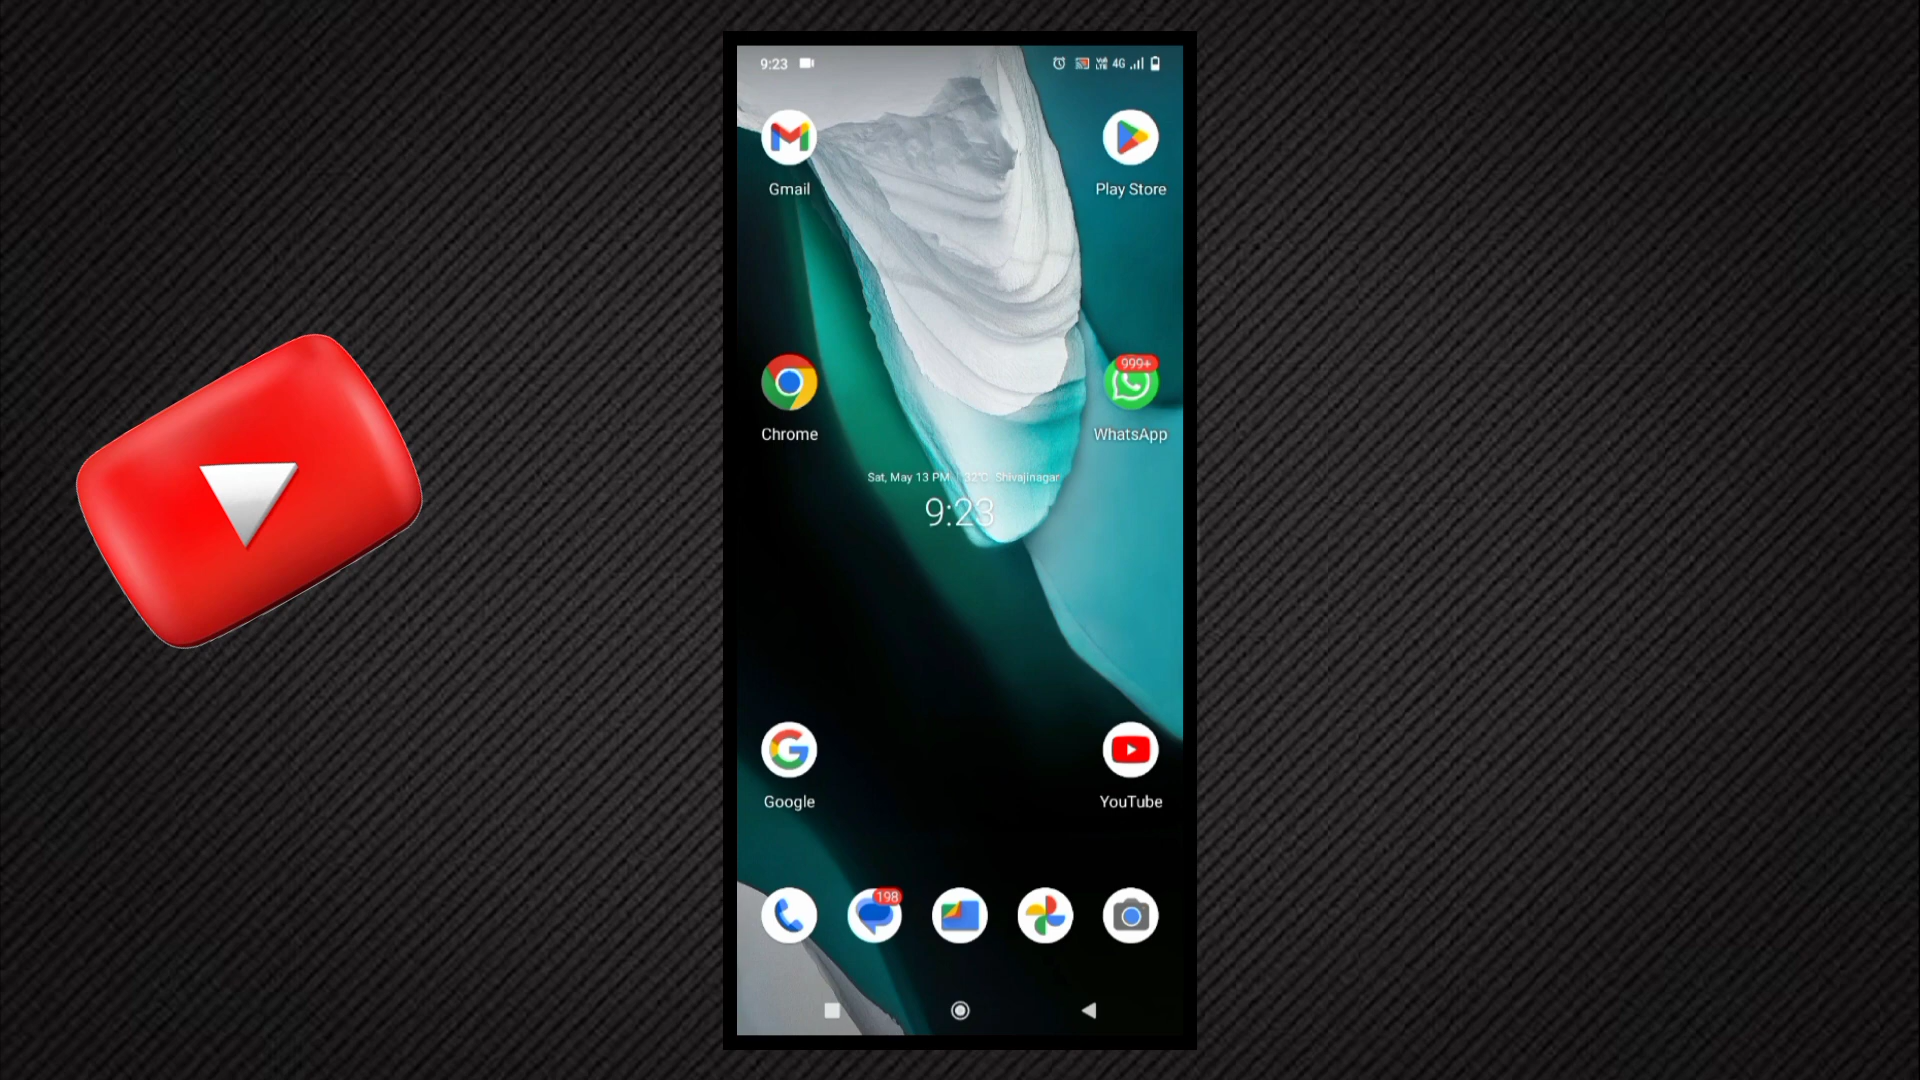 9:23
4G
Gmail
Play Store
999+
Chrome
WhatsApp
Sat, May 13 PM | 32°C Shivajinagar
9:23
Google
YouTube
198